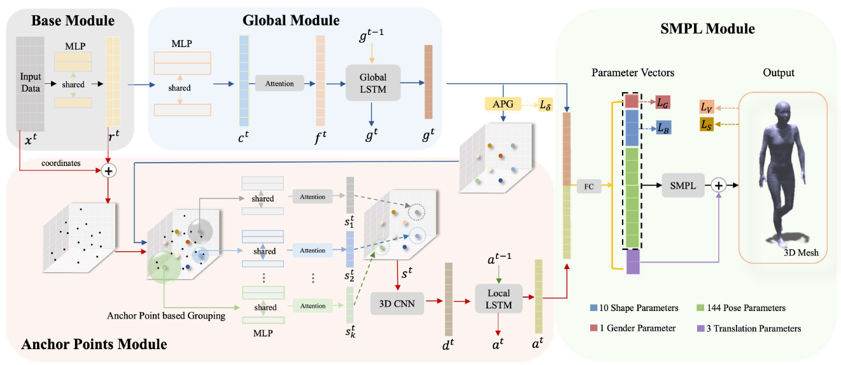 Base Module
Global Module
SMPL Module
MLP
Input
Data
shared
x^t
r^t
MLP
shared
c^t
Attention
f^t
g^{t-1}
Global
LSTM
g^t
g^t
APG
L_δ
Parameter Vectors
Output
L_G
L_B
L_V
L_S
FC
SMPL
3D Mesh
coordinates
shared
Attention
s_1^t
shared
Attention
s_2^t
shared
Attention
s_k^t
MLP
Anchor Point based Grouping
s^t
3D CNN
d^t
a^{t-1}
Local
LSTM
a^t
a^t
10 Shape Parameters
144 Pose Parameters
1 Gender Parameter
3 Translation Parameters
Anchor Points Module